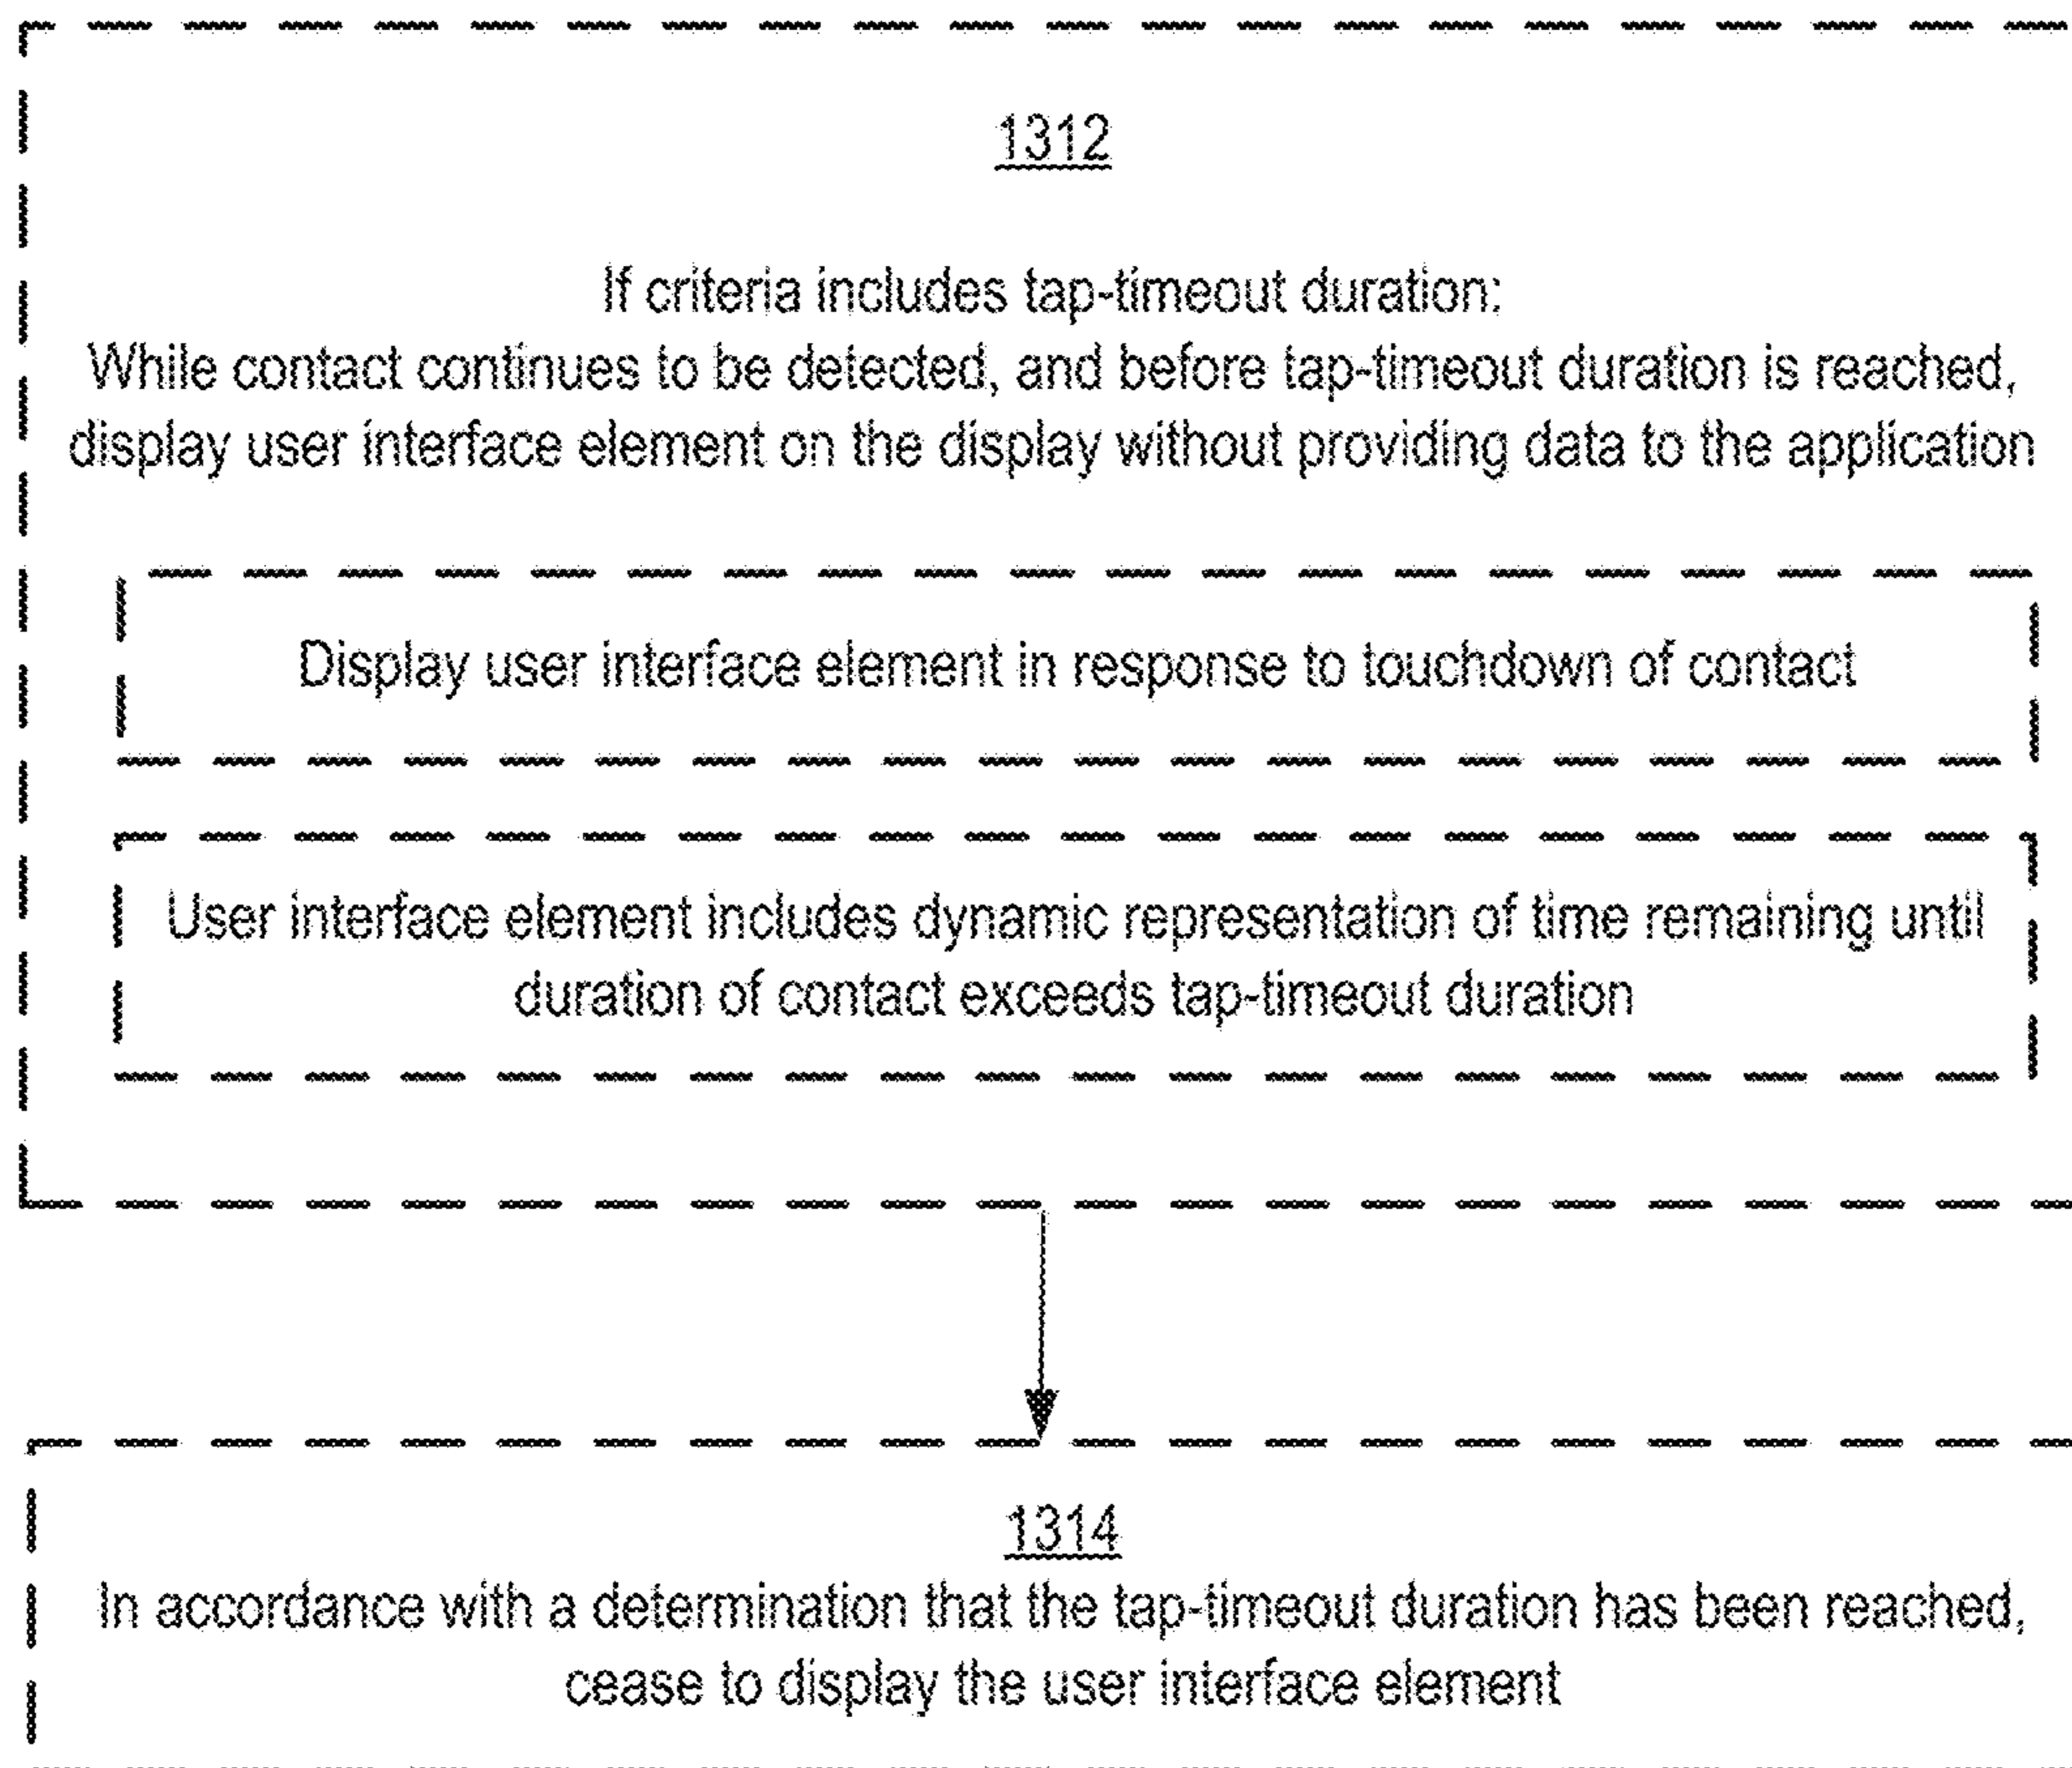 1312
If criteria includes tap-timeout duration:
While contact continues to be detected, and before tap-timeout duration is reached,
display user interface element on the display without providing data to the application
Display user interface element in response to touchdown of contact
User interface element includes dynamic representation of time remaining until
duration of contact exceeds tap-timeout duration
1314
In accordance with a determination that the tap-timeout duration has been reached,
cease to display the user interface element